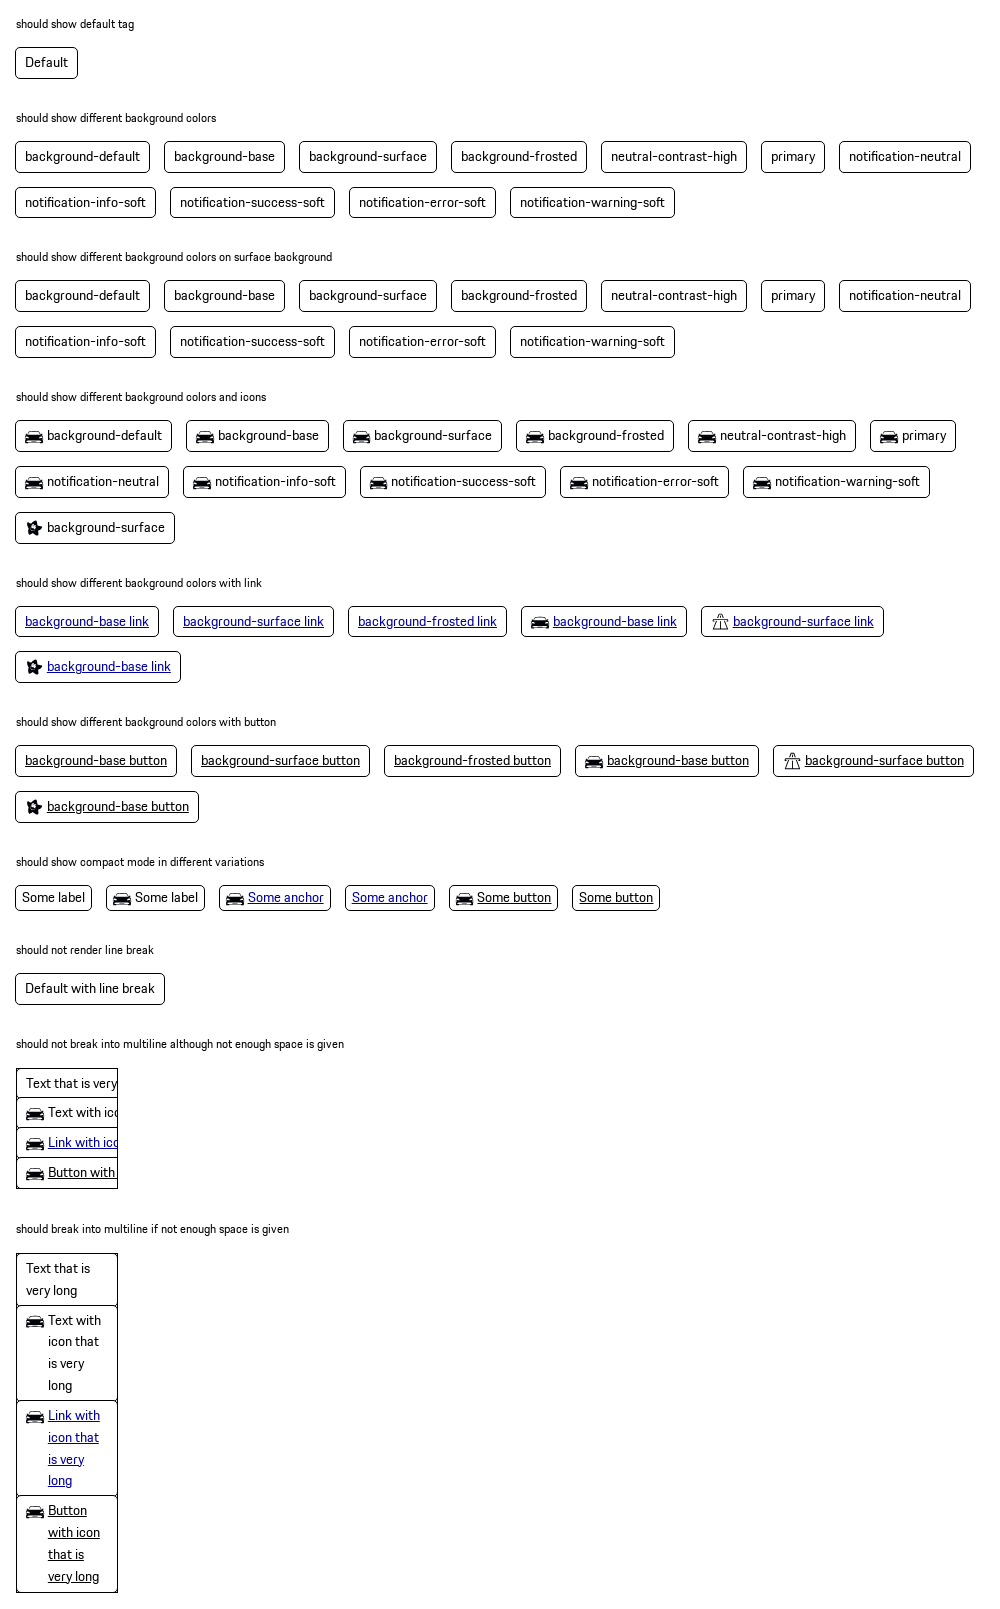 should show default tag
Default
should show different background colors
background-default background-base background-surface background-frosted neutral-contrast-high primary notification-neutral
notification-info-soft notification-success-soft notification-error-soft notification-warning-soft
should show different background colors on surface background
background-default background-base background-surface background-frosted neutral-contrast-high primary notification-neutral
notification-info-soft notification-success-soft notification-error-soft notification-warning-soft
should show different background colors and icons
background-default background-base background-surface background-frosted neutral-contrast-high primary
notification-neutral notification-info-soft notification-success-soft notification-error-soft notification-warning-soft
background-surface
should show different background colors with link
background-base link background-surface link background-frosted link background-base link background-surface link
background-base link
should show different background colors with button
background-base button background-surface button background-frosted button background-base button background-surface button
background-base button
should show compact mode in different variations
Some label Some label Some anchor Some anchor Some button Some button
should not render line break
Default with line break
should not break into multiline although not enough space is given
Text that is very
Text with ico
Link with ico
Button with
should break into multiline if not enough space is given
Text that is
very long
Text with
icon that
is very
long
Link with
icon that
is very
long
Button
with icon
that is
very long